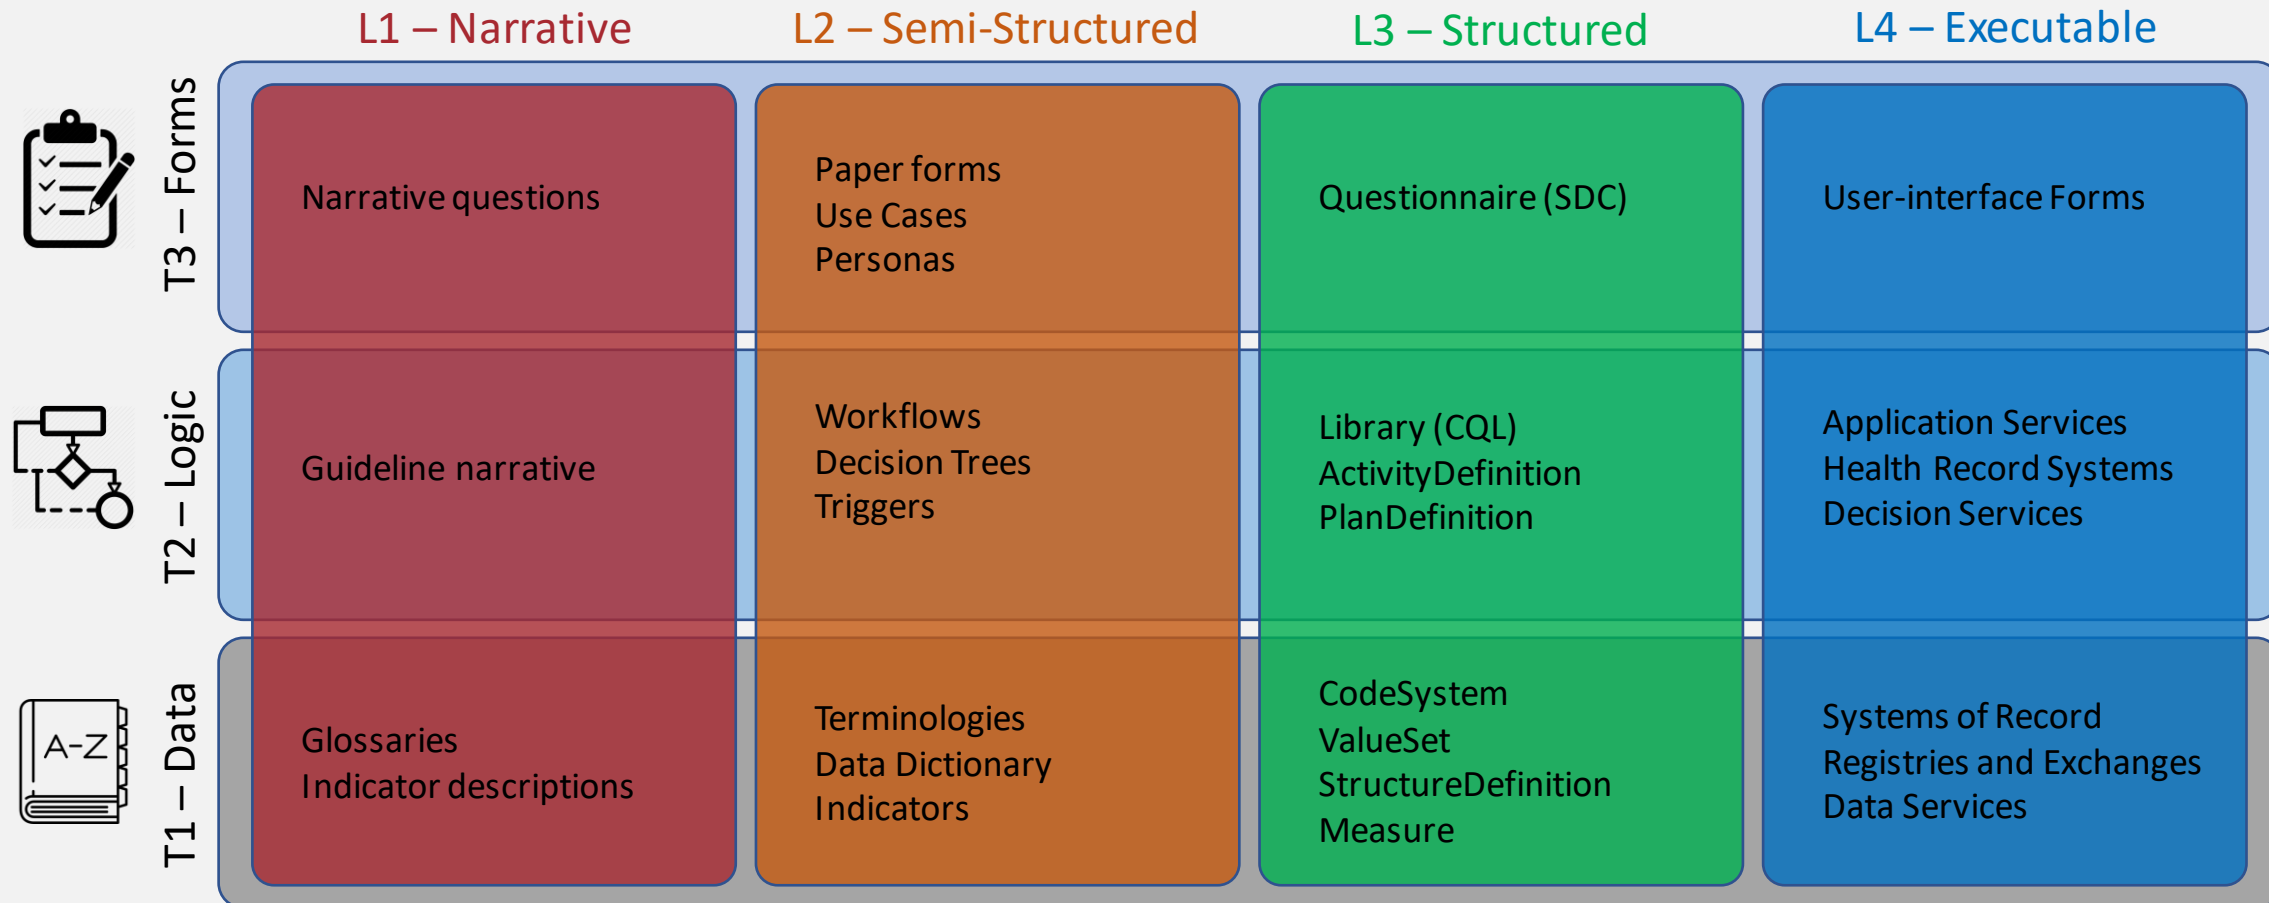 L1 – Narrative
L2 – Semi-Structured
L3 – Structured
L4 – Executable
T3 – Forms
Narrative questions
Paper forms
Use Cases
Personas
Questionnaire (SDC)
User-interface Forms
T2 – Logic
Guideline narrative
Workflows
Decision Trees
Triggers
Library (CQL)
ActivityDefinition
PlanDefinition
Application Services
Health Record Systems
Decision Services
A-Z
T1 – Data
Glossaries
Indicator descriptions
Terminologies
Data Dictionary
Indicators
CodeSystem
ValueSet
StructureDefinition
Measure
Systems of Record
Registries and Exchanges
Data Services